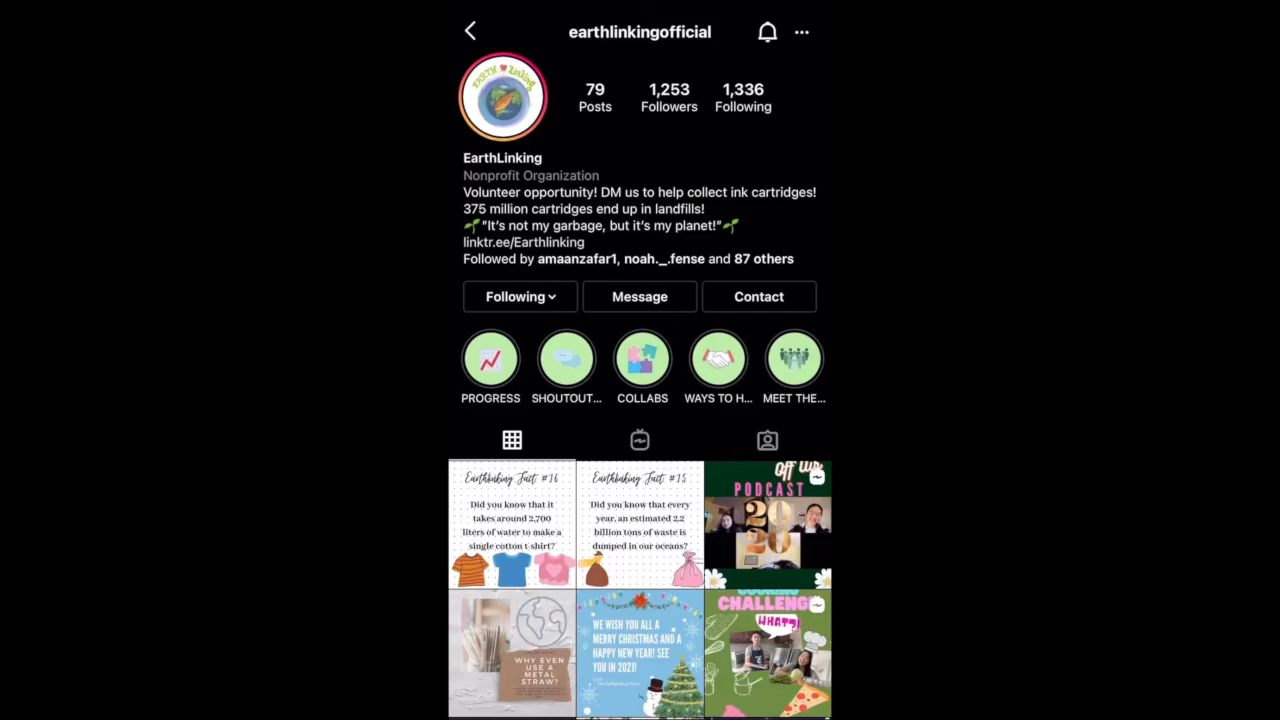 earthlinkingofficial
EARTH Linking
79
Posts
1,253
Followers
1,336
Following
EarthLinking
Nonprofit Organization
Volunteer opportunity! DM us to help collect ink cartridges!
375 million cartridges end up in landfills!
🌱"It's not my garbage, but it's my planet!"🌱
linktr.ee/Earthlinking
Followed by amaanzafar1, noah._.fense and 87 others
Following
Message
Contact
PROGRESS
SHOUTOUT...
COLLABS
WAYS TO H...
MEET THE...
Earthlinking Fact #16
Did you know that it
takes around 2,700
liters of water to make a
single cotton t-shirt?
Earthlinking Fact #15
Did you know that every
year, an estimated 2.2
billion tons of waste is
dumped in our oceans?
PODCAST
2020
WHY EVEN
USE A
METAL
STRAW?
WE WISH YOU ALL A
MERRY CHRISTMAS AND A
HAPPY NEW YEAR! SEE
YOU IN 2021!
COOKING
CHALLENGE
WHAT?!